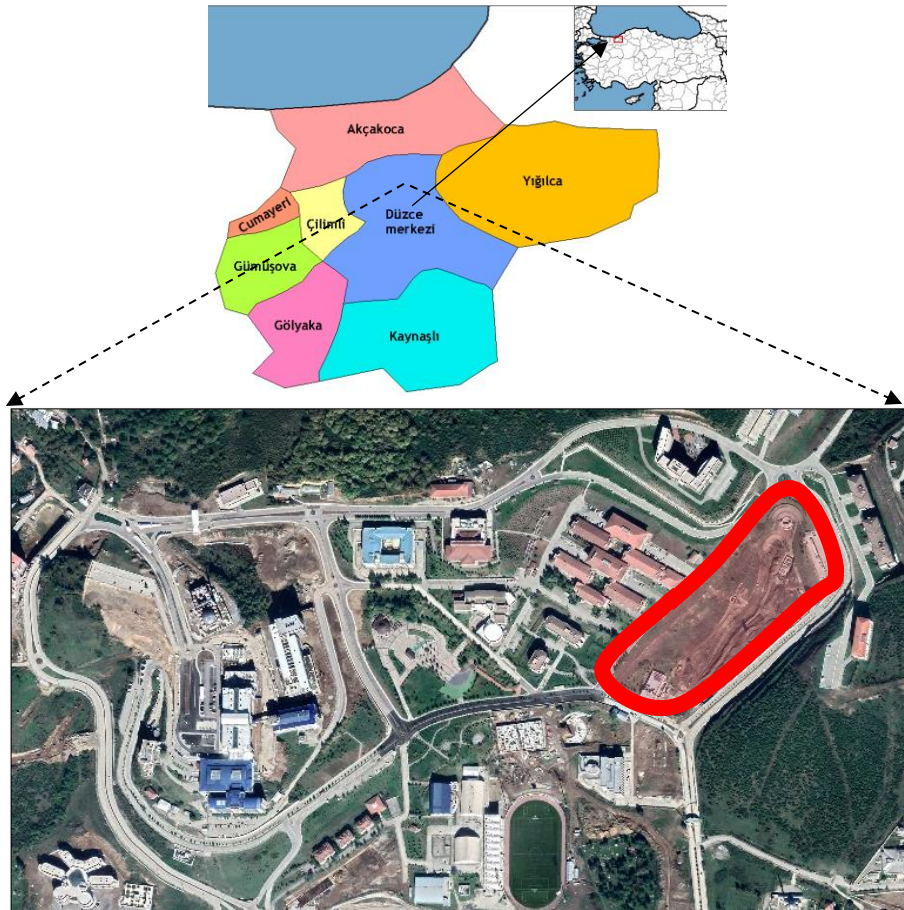 Akçakoca
Yığılca
Cumayeri
Çilimli
Düzce
merkezi
Gümüşova
Gölyaka
Kaynaşlı